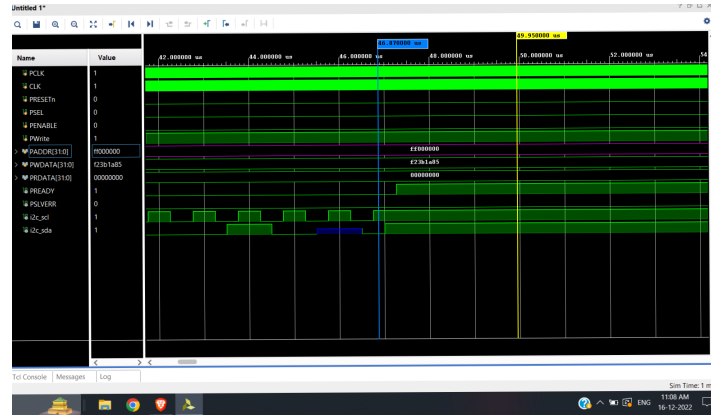 Untitled 1*
46.870000 us
49.950000 us
Name Value
42.000000 us 44.000000 us 46.000000 us 48.000000 us 50.000000 us 52.000000 us 54
PCLK 1
CLK 1
PRESETn 0
PSEL 0
PENABLE 0
PWrite 1
PADDR[31:0] ff000000 ff000000
PWDATA[31:0] f23b1a85 f23b1a85
PRDATA[31:0] 00000000 00000000
PREADY 1
PSLVERR 0
i2c_scl 1
i2c_sda 1
Tcl Console Messages Log
Sim Time: 1 m
ENG
11:08 AM
16-12-2022